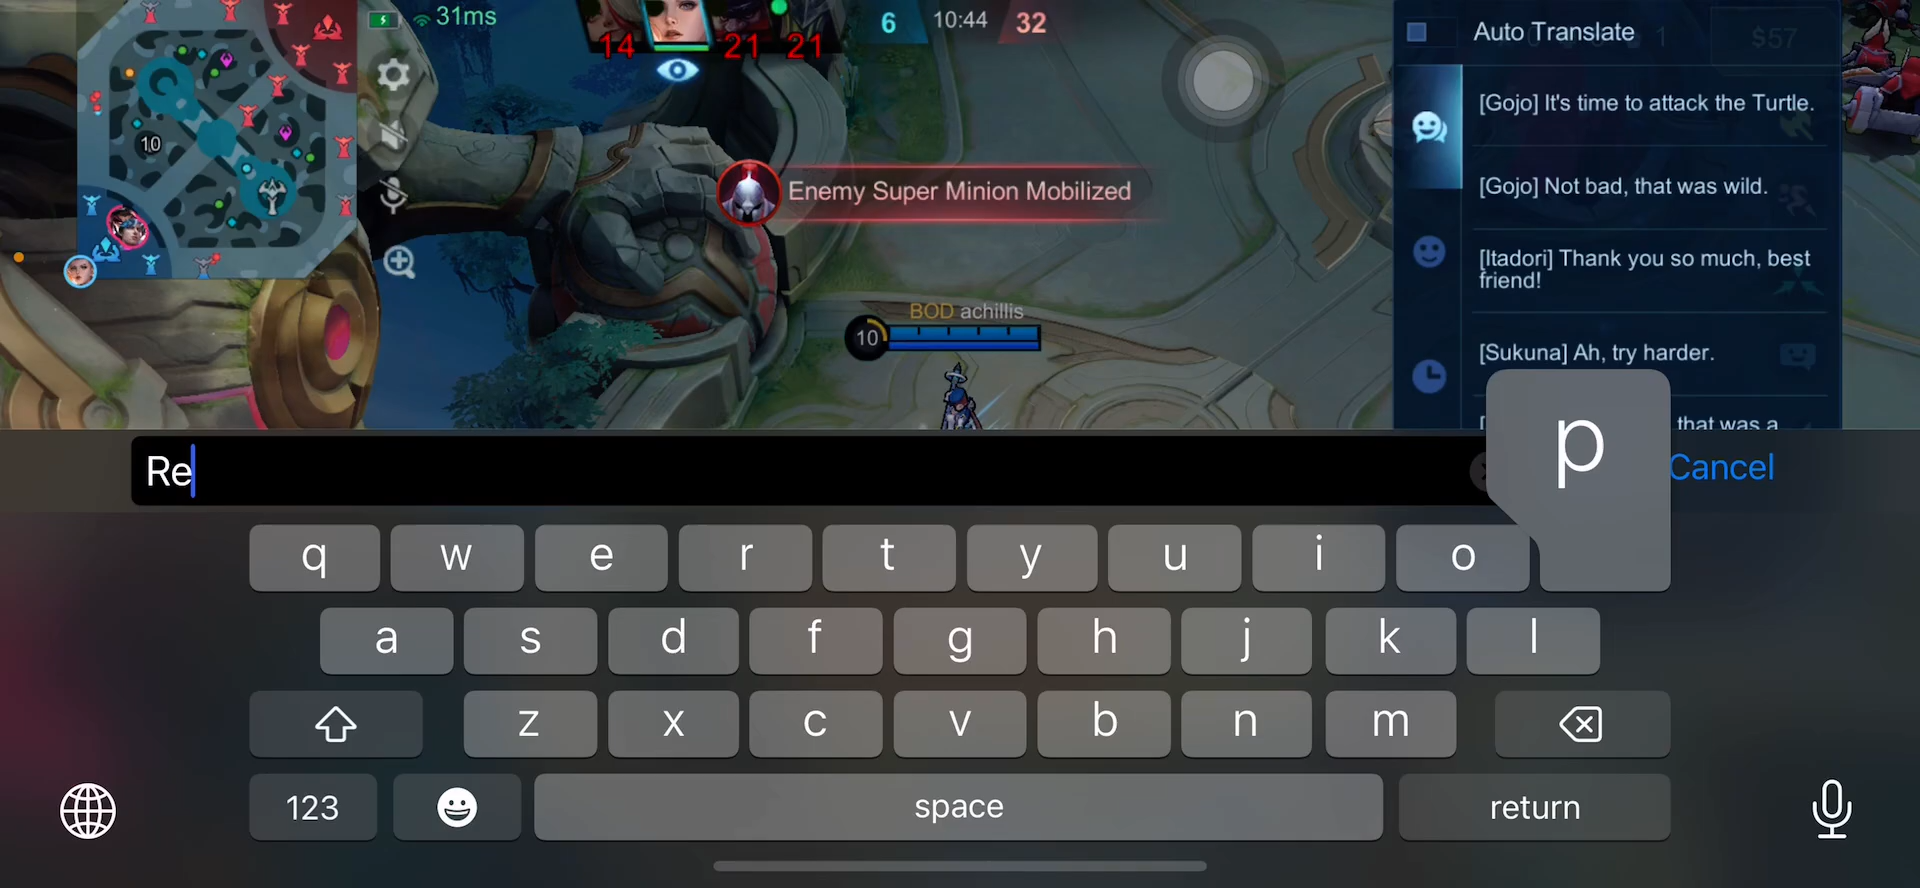 31ms
14
21
21
6
10:44
32
Auto Translate
$57
[Gojo] It's time to attack the Turtle.
10
Enemy Super Minion Mobilized
[Gojo] Not bad, that was wild.
[Itadori] Thank you so much, best
friend!
BOD achillis
10
[Sukuna] Ah, try harder.
that was a
Re
p
Cancel
q w e r t y u i o
a s d f g h j k l
z x c v b n m
123
space
return